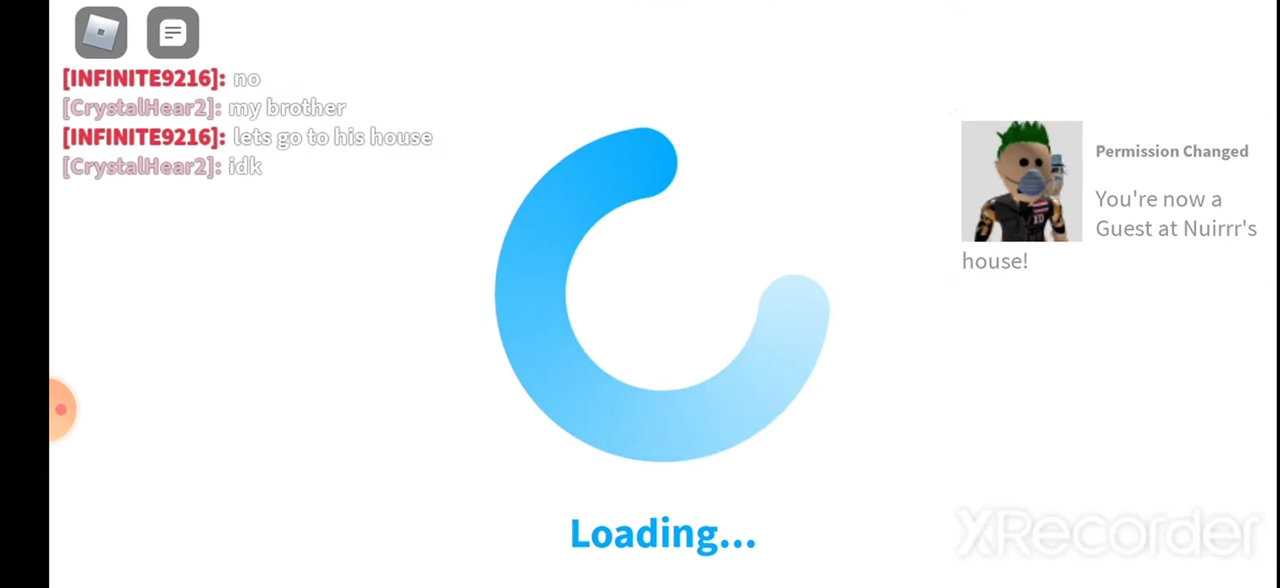 [INFINITE9216]: no
[CrystalHear2]: my brother
[INFINITE9216]: lets go to his house
[CrystalHear2]: idk
Permission Changed
You're now a
Guest at Nuirrr's
house!
Loading...
XRecorder